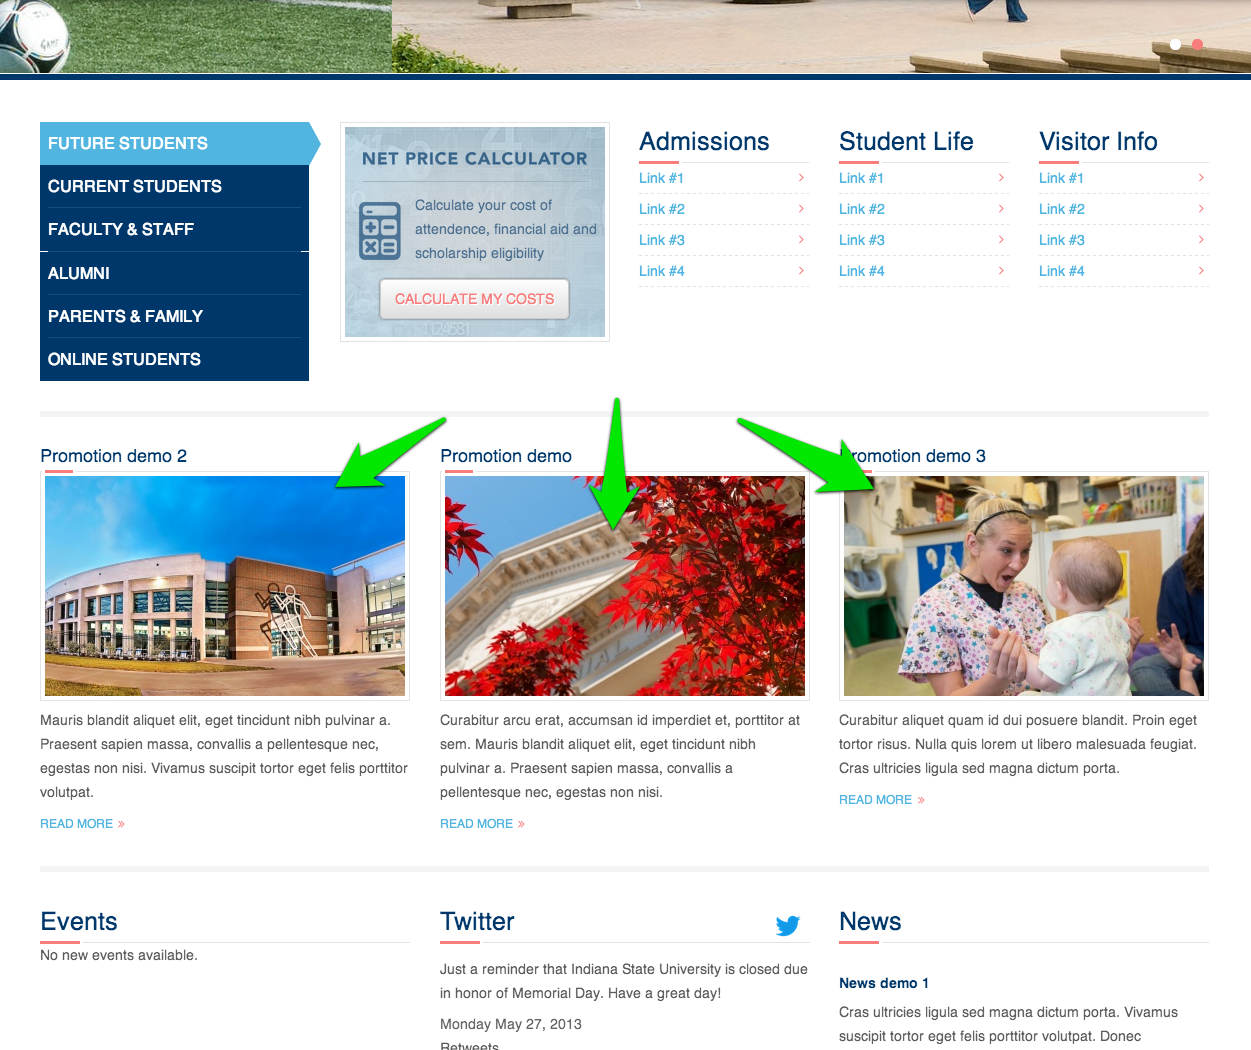 GAME
FUTURE STUDENTS
CURRENT STUDENTS
FACULTY & STAFF
ALUMNI
PARENTS & FAMILY
ONLINE STUDENTS
NET PRICE CALCULATOR
Calculate your cost of
attendence, financial aid and
scholarship eligibility
CALCULATE MY COSTS
Admissions
Link #1
Link #2
Link #3
Link #4
Student Life
Link #1
Link #2
Link #3
Link #4
Visitor Info
Link #1
Link #2
Link #3
Link #4
Promotion demo 2
Mauris blandit aliquet elit, eget tincidunt nibh pulvinar a.
Praesent sapien massa, convallis a pellentesque nec,
egestas non nisi. Vivamus suscipit tortor eget felis porttitor
volutpat.
READ MORE »
Promotion demo
Curabitur arcu erat, accumsan id imperdiet et, porttitor at
sem. Mauris blandit aliquet elit, eget tincidunt nibh
pulvinar a. Praesent sapien massa, convallis a
pellentesque nec, egestas non nisi.
READ MORE »
Promotion demo 3
Curabitur aliquet quam id dui posuere blandit. Proin eget
tortor risus. Nulla quis lorem ut libero malesuada feugiat.
Cras ultricies ligula sed magna dictum porta.
READ MORE »
Events
No new events available.
Twitter
Just a reminder that Indiana State University is closed due
in honor of Memorial Day. Have a great day!
Monday May 27, 2013
Retweets
News
News demo 1
Cras ultricies ligula sed magna dictum porta. Vivamus
suscipit tortor eget felis porttitor volutpat. Donec